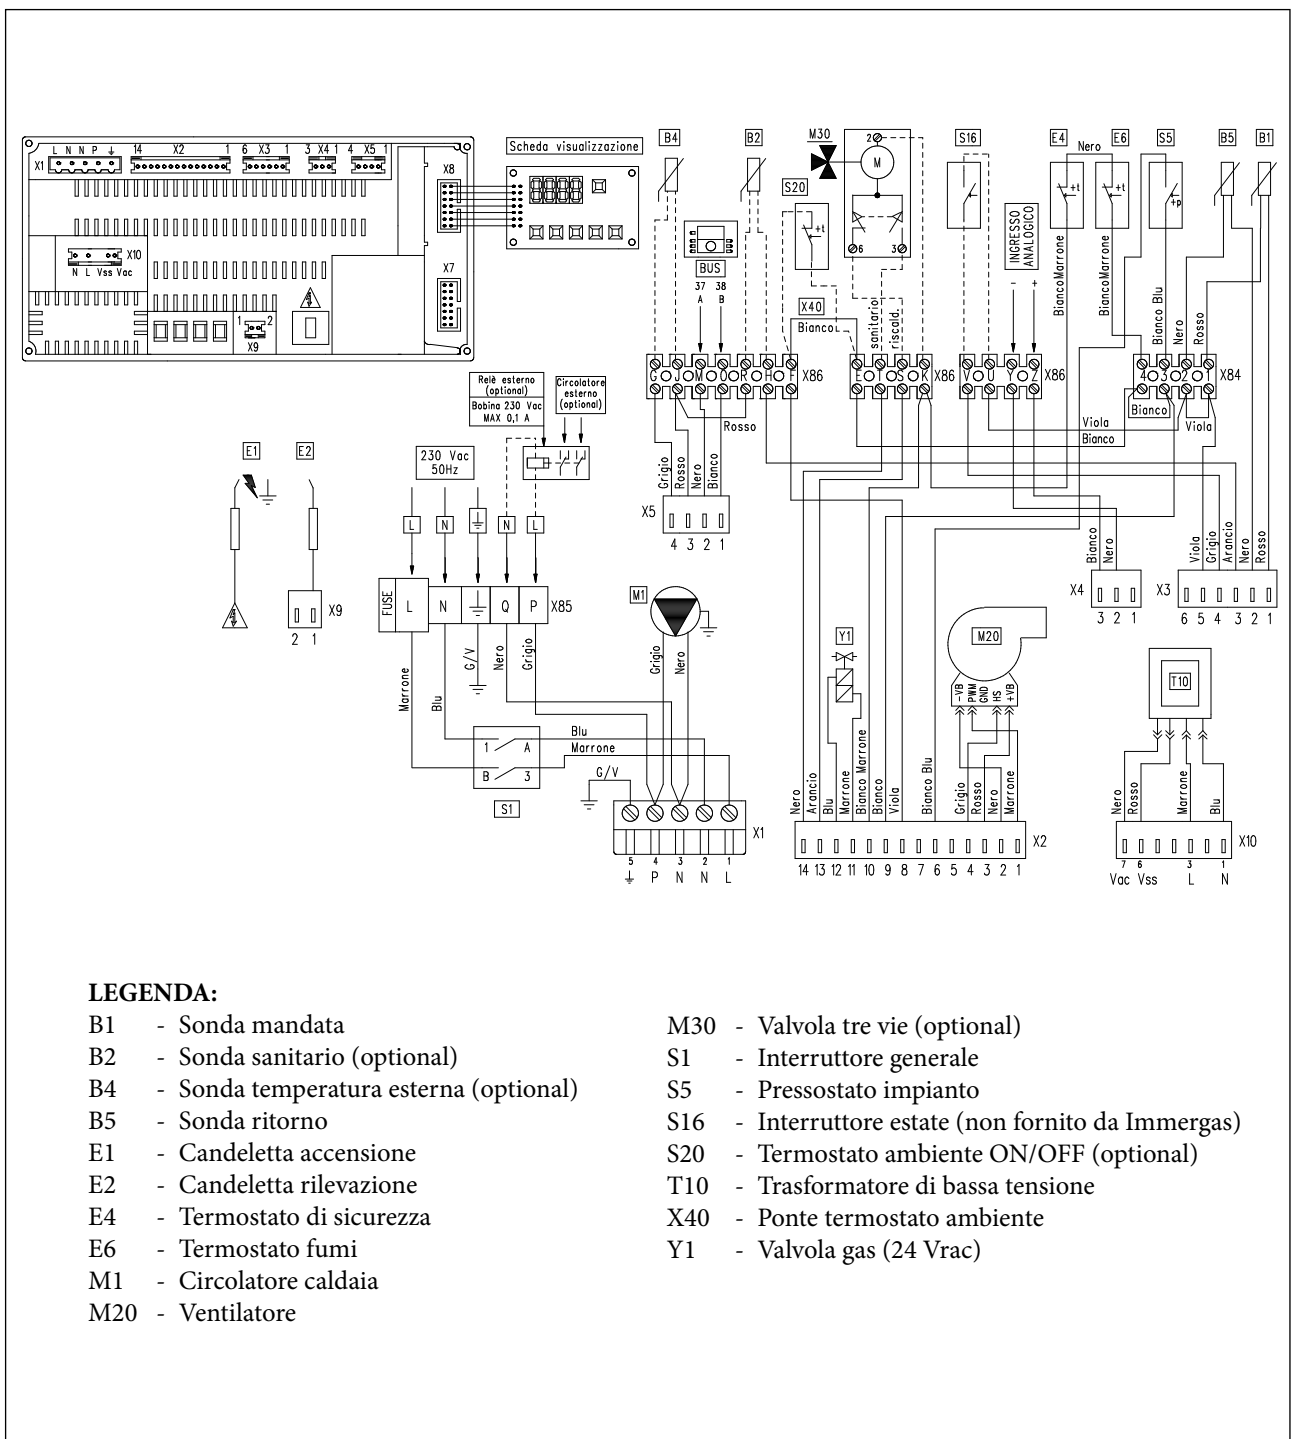 L N N P
X1
14 X2 1
6 X3 1
3 X4 1
4 X5 1
X8
X10
N L Vss Vac
X7
1 2
X9
Scheda visualizzazione
B4
B2
M30
2
M
6
3
S20
+t
S16
E4
Nero
E6
S5
B5
B1
+t
+t
+p
BUS
37
A
38
B
X40
Bianco
sanitario
riscald.
INGRESSO
ANALOGICO
- +
BiancoMarrone
BiancoMarrone
Bianco Blu
Nero
Rosso
G J M O R H F X86
E T S K X86
V U Y Z X86
4 3 2 1 X84
Bianco
Viola
Rosso
Viola
Bianco
Relè esterno
(optional)
Bobina 230 Vac
MAX 0,1 A
Circolatore
esterno
(optional)
E1
E2
230 Vac
50Hz
L
N
N
L
Grigio
Rosso
Nero
Bianco
X5
4 3 2 1
X9
2 1
FUSE
L
N
Q
P
X85
M1
Grigio
Nero
Marrone
Blu
G/V
Nero
Grigio
1 A
B 3
S1
Blu
Marrone
G/V
X1
5 4 3 2 1
P N N L
Y1
M20
-VB
PWM
GND
HS
+VB
Nero
Arancio
Blu
Marrone
Bianco Marrone
Bianco
Viola
Bianco Blu
Grigio
Rosso
Nero
Marrone
X2
14 13 12 11 10 9 8 7 6 5 4 3 2 1
Bianco
Nero
X4
3 2 1
Viola
Grigio
Arancio
Nero
Rosso
X3
6 5 4 3 2 1
T10
Nero
Rosso
Marrone
Blu
X10
7 6 3 1
Vac Vss L N
LEGENDA:
B1 - Sonda mandata
B2 - Sonda sanitario (optional)
B4 - Sonda temperatura esterna (optional)
B5 - Sonda ritorno
E1 - Candeletta accensione
E2 - Candeletta rilevazione
E4 - Termostato di sicurezza
E6 - Termostato fumi
M1 - Circolatore caldaia
M20 - Ventilatore
M30 - Valvola tre vie (optional)
S1 - Interruttore generale
S5 - Pressostato impianto
S16 - Interruttore estate (non fornito da Immergas)
S20 - Termostato ambiente ON/OFF (optional)
T10 - Trasformatore di bassa tensione
X40 - Ponte termostato ambiente
Y1 - Valvola gas (24 Vrac)